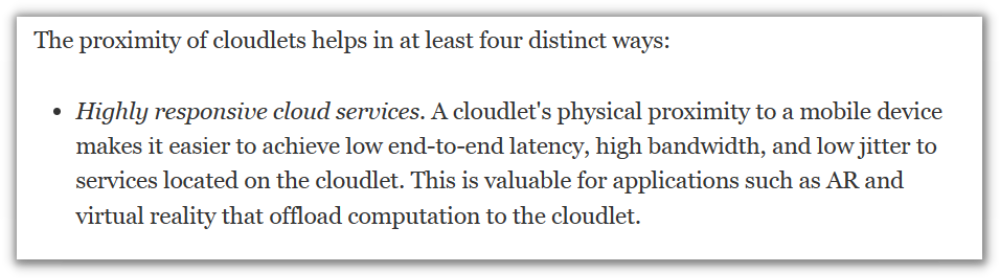 The proximity of cloudlets helps in at least four distinct ways:
• Highly responsive cloud services. A cloudlet's physical proximity to a mobile device
makes it easier to achieve low end-to-end latency, high bandwidth, and low jitter to
services located on the cloudlet. This is valuable for applications such as AR and
virtual reality that offload computation to the cloudlet.